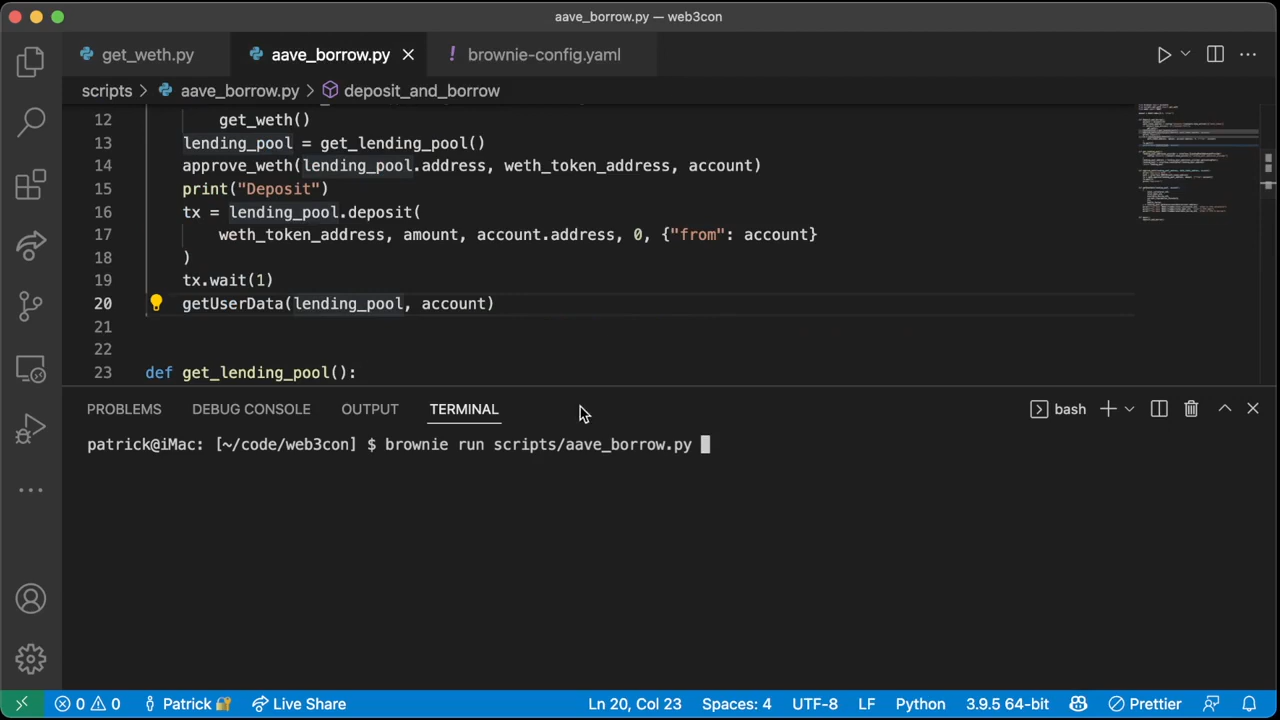 aave_borrow.py — web3con
get_weth.py
aave_borrow.py
! brownie-config.yaml
scripts > aave_borrow.py > deposit_and_borrow
12 get_weth()
13 lending_pool = get_lending_pool()
14 approve_weth(lending_pool.address, weth_token_address, account)
15 print("Deposit")
16 tx = lending_pool.deposit(
17 weth_token_address, amount, account.address, 0, {"from": account}
18 )
19 tx.wait(1)
20 getUserData(lending_pool, account)
21
22
23 def get_lending_pool():
PROBLEMS DEBUG CONSOLE OUTPUT TERMINAL bash
patrick@iMac: [~/code/web3con] $ brownie run scripts/aave_borrow.py
0 0 Patrick Live Share Ln 20, Col 23 Spaces: 4 UTF-8 LF Python 3.9.5 64-bit Prettier